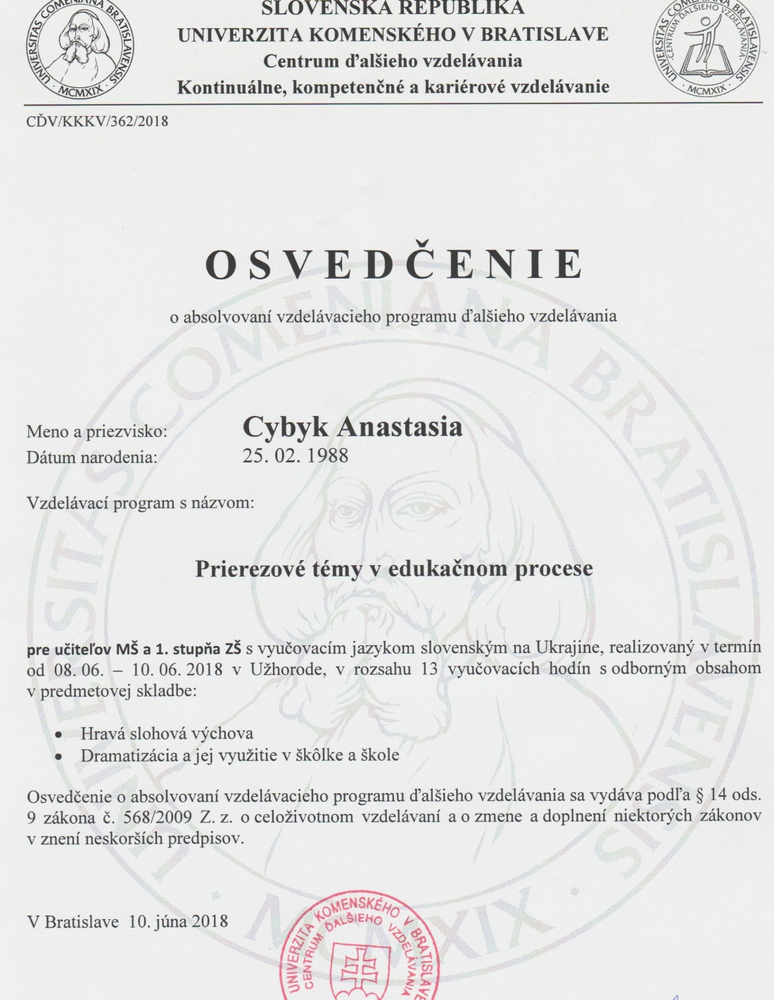 SLOVENSKÁ REPUBLIKA
UNIVERZITA KOMENSKÉHO V BRATISLAVE
Centrum ďalšieho vzdelávania
Kontinuálne, kompetenčné a kariérové vzdelávanie
UNIVERSITAS COMENIANA BRATISLAVENSIS · MCMXIX ·
UNIVERSITAS COMENIANA BRATISLAVENSIS · MCMXIX ·
·CENTRUM ĎALŠIEHO VZDELÁVANIA·
CĎV/KKKV/362/2018
OSVEDČENIE
o absolvovaní vzdelávacieho programu ďalšieho vzdelávania
Meno a priezvisko: Cybyk Anastasia
Dátum narodenia: 25. 02. 1988
Vzdelávací program s názvom:
Prierezové témy v edukačnom procese
pre učiteľov MŠ a 1. stupňa ZŠ s vyučovacím jazykom slovenským na Ukrajine, realizovaný v termín
od 08. 06. – 10. 06. 2018 v Užhorode, v rozsahu 13 vyučovacích hodín s odborným obsahom
v predmetovej skladbe:
• Hravá slohová výchova
• Dramatizácia a jej využitie v škôlke a škole
Osvedčenie o absolvovaní vzdelávacieho programu ďalšieho vzdelávania sa vydáva podľa § 14 ods.
9 zákona č. 568/2009 Z. z. o celoživotnom vzdelávaní a o zmene a doplnení niektorých zákonov
v znení neskorších predpisov.
V Bratislave 10. júna 2018
UNIVERZITA KOMENSKÉHO V BRATISLAVE
CENTRUM ĎALŠIEHO VZDELÁVANIA
UNIVERSITAS COMENIANA BRATISLAVENSIS · MCMXIX ·